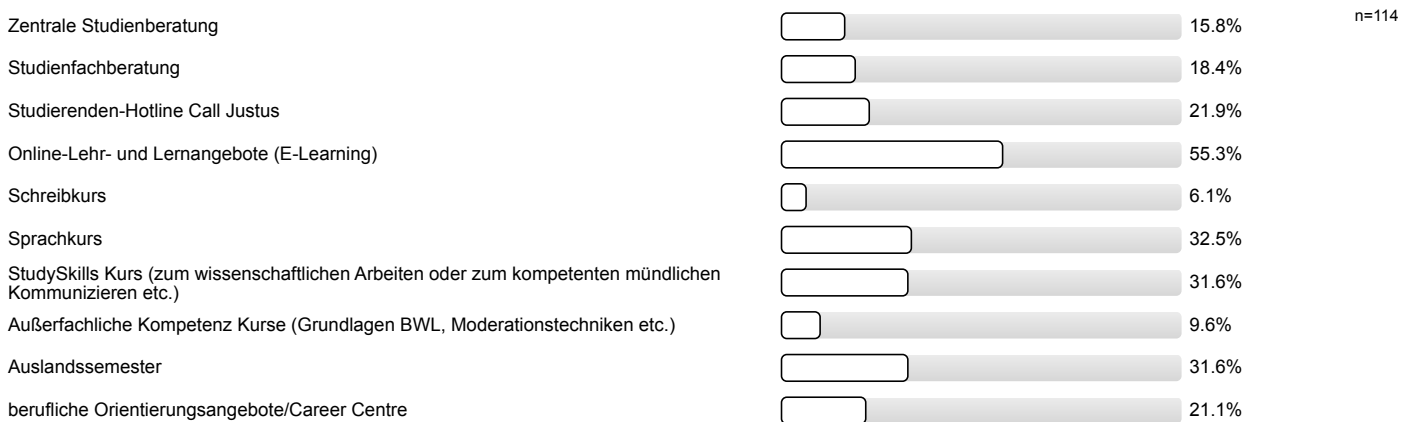 n=114
Zentrale Studienberatung 15.8%
Studienfachberatung 18.4%
Studierenden-Hotline Call Justus 21.9%
Online-Lehr- und Lernangebote (E-Learning) 55.3%
Schreibkurs 6.1%
Sprachkurs 32.5%
StudySkills Kurs (zum wissenschaftlichen Arbeiten oder zum kompetenten mündlichen
Kommunizieren etc.) 31.6%
Außerfachliche Kompetenz Kurse (Grundlagen BWL, Moderationstechniken etc.) 9.6%
Auslandssemester 31.6%
berufliche Orientierungsangebote/Career Centre 21.1%